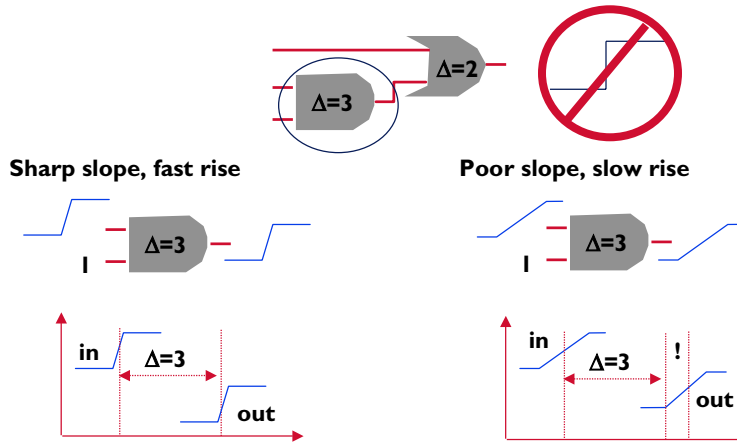 Δ=2
Δ=3
Sharp slope, fast rise
Poor slope, slow rise
Δ=3
1
Δ=3
1
in
Δ=3
out
in
Δ=3
!
out